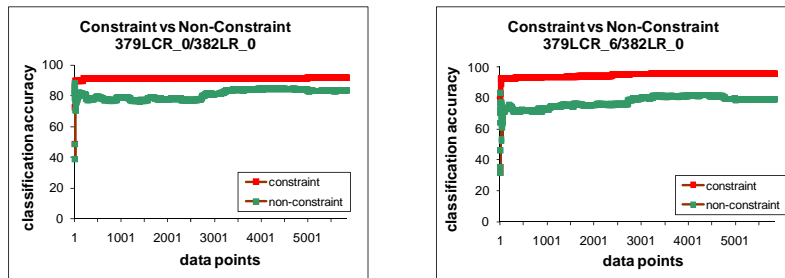 Constraint vs Non-Constraint
379LCR_0/382LR_0
classification accuracy
100
80
60
40
20
0
constraint
non-constraint
1 1001 2001 3001 4001 5001
data points
Constraint vs Non-Constraint
379LCR_6/382LR_0
classification accuracy
100
80
60
40
20
0
constraint
non-constraint
1 1001 2001 3001 4001 5001
data points